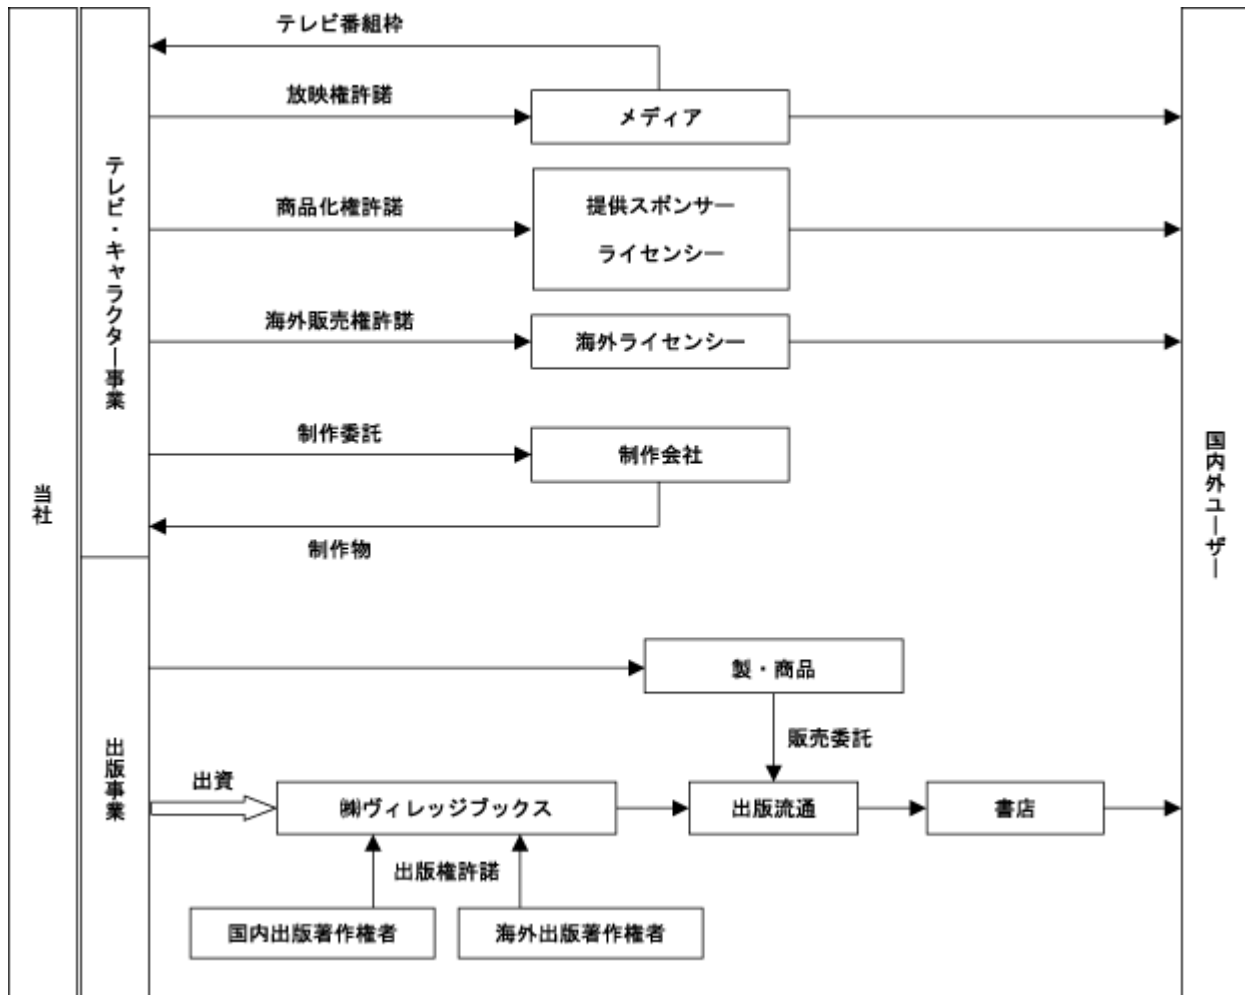 テレビ番組枠
放映権許諾
メディア
商品化権許諾
提供スポンサー
ライセンシー
海外販売権許諾
海外ライセンシー
テレビ・キャラクター事業
制作委託
制作会社
制作物
当社
国内外ユーザー
製・商品
販売委託
出版事業
出資
㈱ヴィレッジブックス
出版流通
書店
出版権許諾
国内出版著作権者
海外出版著作権者